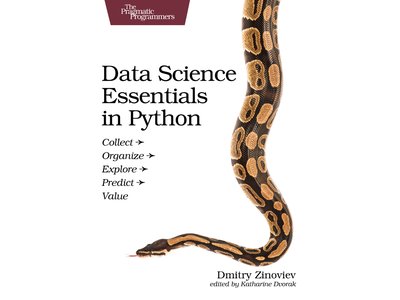 The
Pragmatic
Programmers
Data Science
Essentials
in Python
Collect →
Organize →
Explore →
Predict →
Value
Dmitry Zinoviev
edited by Katharine Dvorak